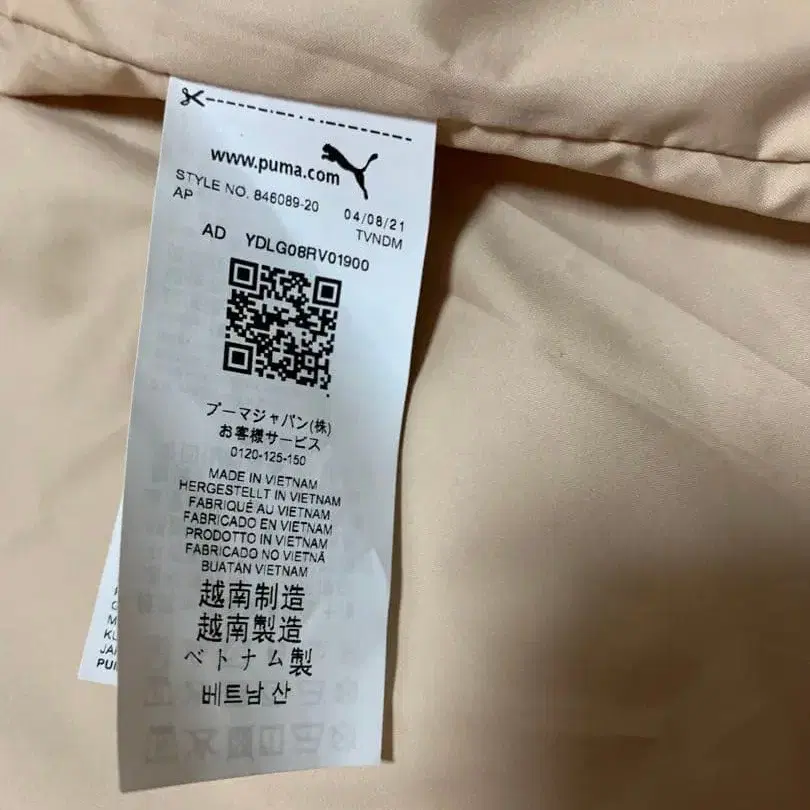 www.puma.com
STYLE NO. 846089-20 04/08/21
AP TVNDM
AD YDLG08RV01900
プーマジャパン(株)
お客様サービス
0120-125-150
MADE IN VIETNAM
HERGESTELLT IN VIETNAM
FABRIQUÉ AU VIETNAM
FABRICADO EN VIETNAM
PRODOTTO IN VIETNAM
FABRICADO NO VIETNÃ
BUATAN VIETNAM
越南制造
越南製造
ベトナム製
베트남 산